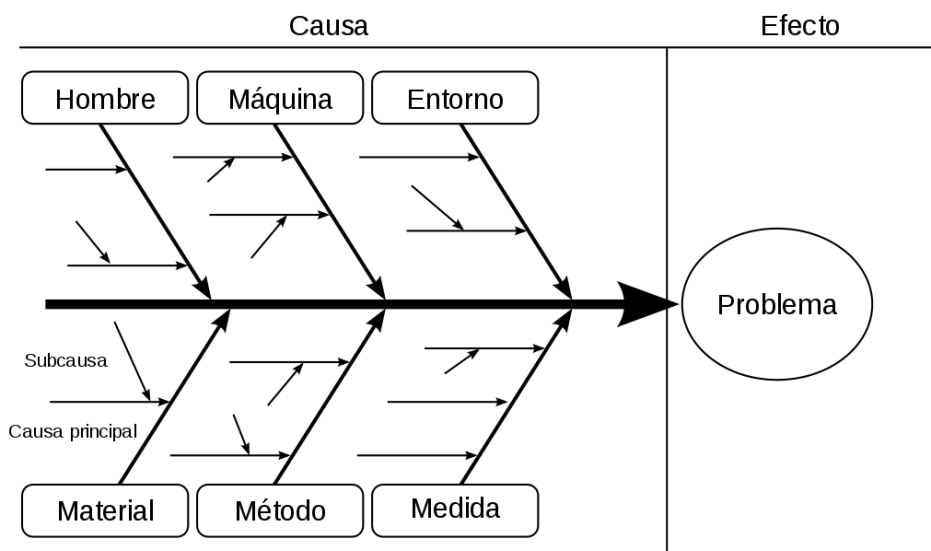 Causa
Efecto
Hombre
Máquina
Entorno
Problema
Subcausa
Causa principal
Material
Método
Medida